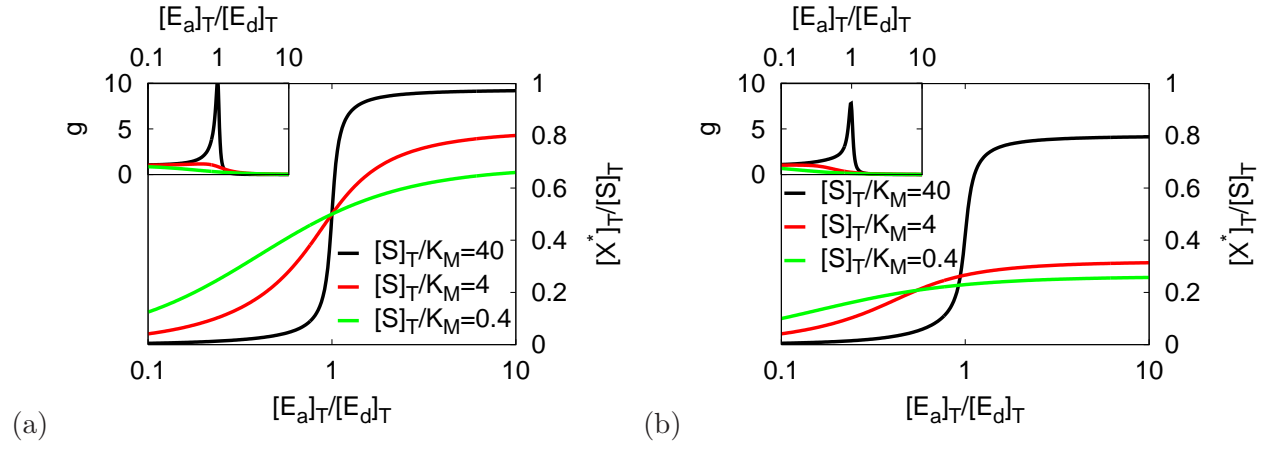 [E_a]_T/[E_d]_T
0.1 1 10
10
5
0
g
1
0.8
0.6
0.4
0.2
0
[X^*]_T/[S]_T
[S]_T/K_M=40
[S]_T/K_M=4
[S]_T/K_M=0.4
0.1 1 10
[E_a]_T/[E_d]_T
(a)
[E_a]_T/[E_d]_T
0.1 1 10
10
5
0
g
1
0.8
0.6
0.4
0.2
0
[X^*]_T/[S]_T
[S]_T/K_M=40
[S]_T/K_M=4
[S]_T/K_M=0.4
0.1 1 10
[E_a]_T/[E_d]_T
(b)